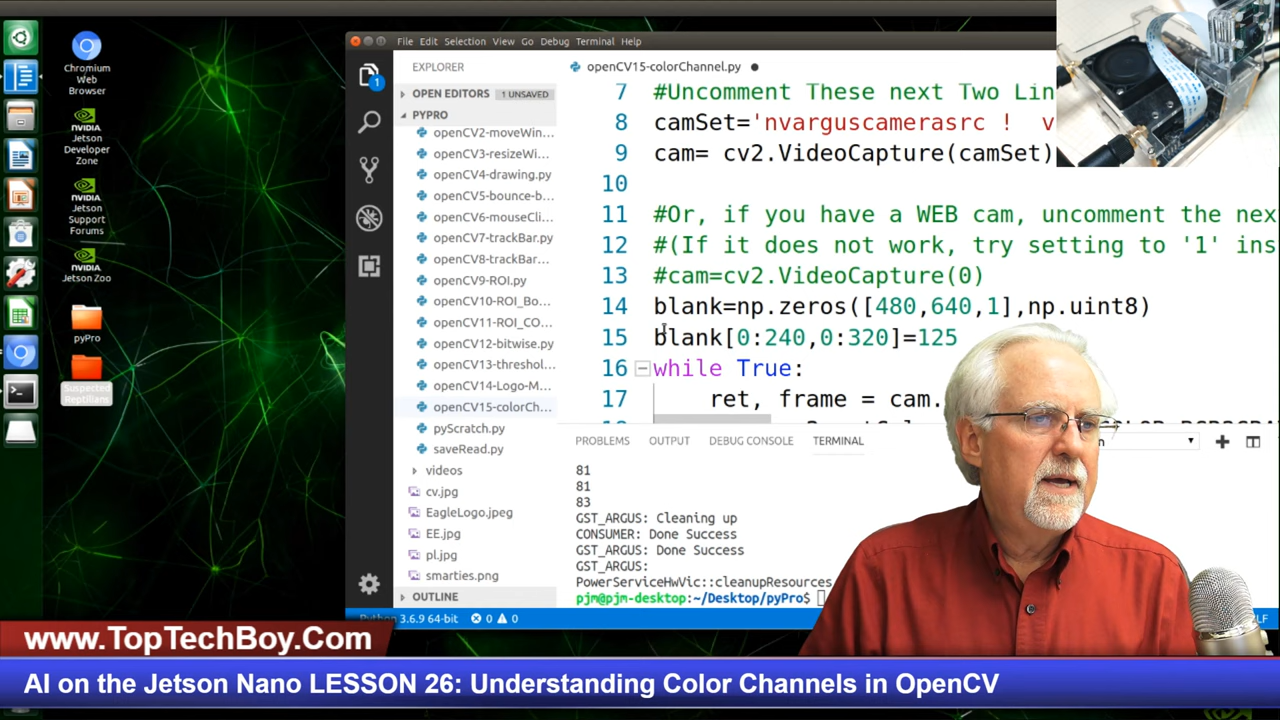 File Edit Selection View Go Debug Terminal Help
Chromium
Web
Browser
NVIDIA
Jetson
Developer
Zone
NVIDIA
Jetson
Support
Forums
NVIDIA
Jetson Zoo
pyPro
Suspected
Reptilians
1
EXPLORER
OPEN EDITORS 1 UNSAVED
PYPRO
openCV2-moveWin...
openCV3-resizeWi...
openCV4-drawing.py
openCV5-bounce-b...
openCV6-mouseCli...
openCV7-trackBar.py
openCV8-trackBar...
openCV9-ROI.py
openCV10-ROI_Bo...
openCV11-ROI_CO...
openCV12-bitwise.py
openCV13-threshol...
openCV14-Logo-M...
openCV15-colorCh...
pyScratch.py
saveRead.py
videos
cv.jpg
EagleLogo.jpeg
EE.jpg
pl.jpg
smarties.png
OUTLINE
openCV15-colorChannel.py
7 #Uncomment These next Two Lin
8 camSet='nvarguscamerasrc ! v
9 cam= cv2.VideoCapture(camSet)
10
11 #Or, if you have a WEB cam, uncomment the nex
12 #(If it does not work, try setting to '1' ins
13 #cam=cv2.VideoCapture(0)
14 blank=np.zeros([480,640,1],np.uint8)
15 blank[0:240,0:320]=125
16 while True:
17 ret, frame = cam.
PROBLEMS OUTPUT DEBUG CONSOLE TERMINAL
81
81
83
GST_ARGUS: Cleaning up
CONSUMER: Done Success
GST_ARGUS: Done Success
GST_ARGUS:
PowerServiceHwVic::cleanupResources
pjm@pjm-desktop:~/Desktop/pyPro$
Python 3.6.9 64-bit 0 0
www.TopTechBoy.Com
AI on the Jetson Nano LESSON 26: Understanding Color Channels in OpenCV